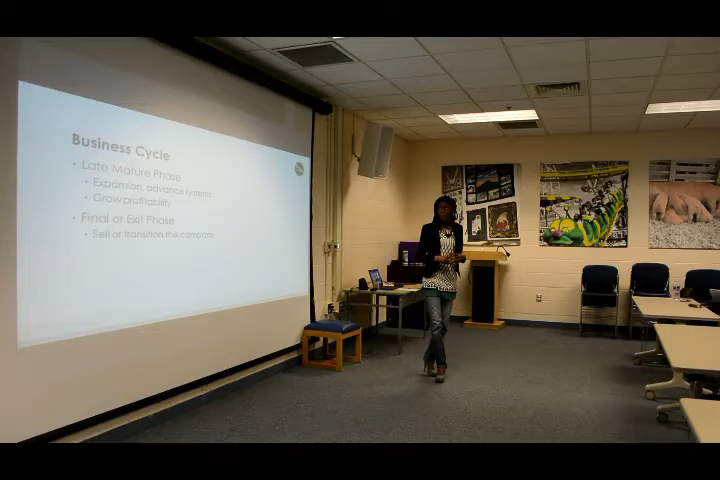 Business Cycle
• Late Mature Phase
• Expansion, advance systems
• Grow profitability
• Final or Exit Phase
• Sell or transition the company